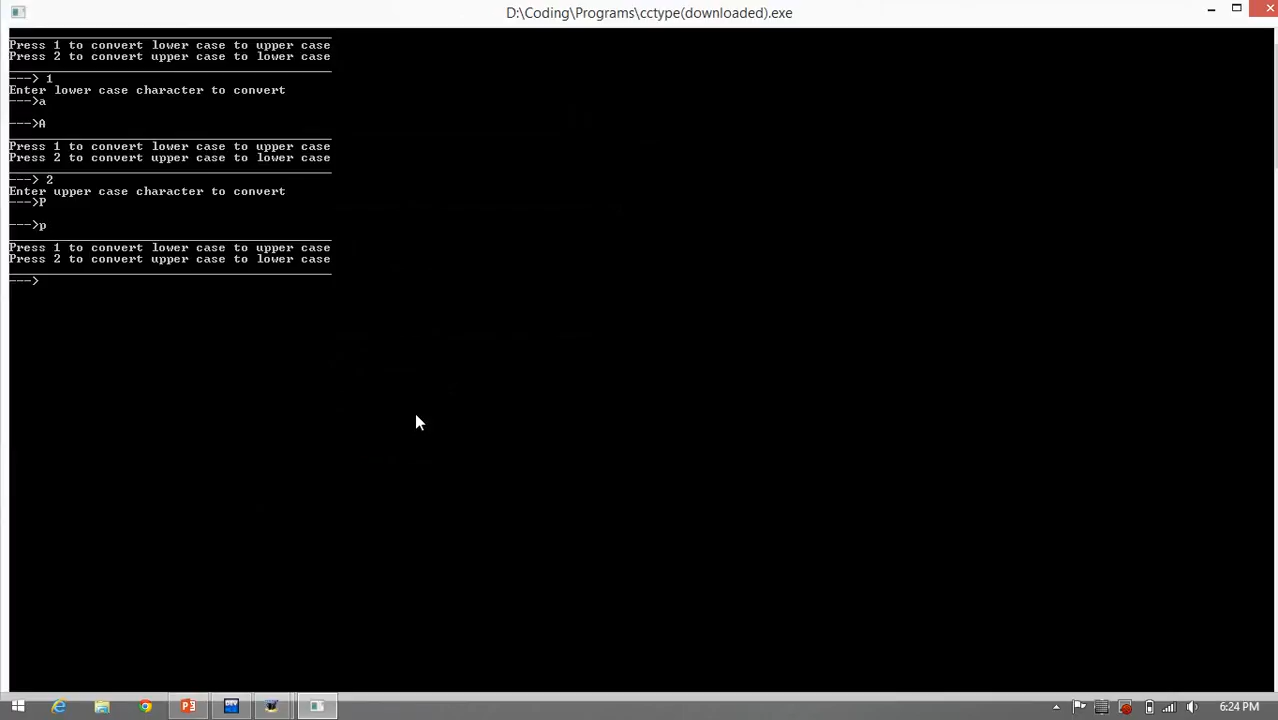 D:\Coding\Programs\cctype(downloaded).exe
Press 1 to convert lower case to upper case
Press 2 to convert upper case to lower case
---> 1
Enter lower case character to convert
--->a
--->A
Press 1 to convert lower case to upper case
Press 2 to convert upper case to lower case
---> 2
Enter upper case character to convert
--->P
--->p
Press 1 to convert lower case to upper case
Press 2 to convert upper case to lower case
--->
6:24 PM